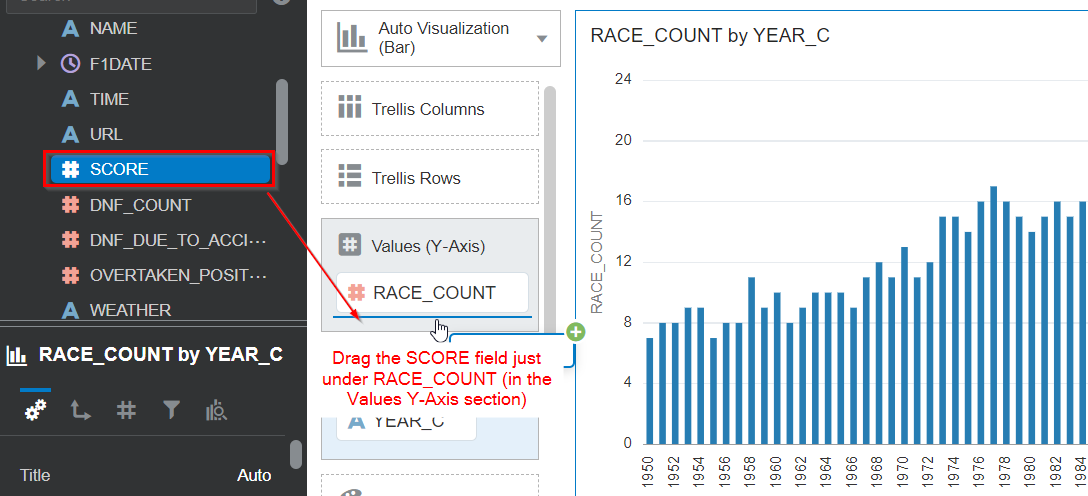 NAME
F1DATE
TIME
URL
SCORE
DNF_COUNT
DNF_DUE_TO_ACCI···
OVERTAKEN_POSIT···
WEATHER
RACE_COUNT by YEAR_C
Title
Auto
Auto Visualization
(Bar)
Trellis Columns
Trellis Rows
Values (Y-Axis)
RACE_COUNT
Drag the SCORE field just
under RACE_COUNT (in the
Values Y-Axis section)
YEAR_C
RACE_COUNT by YEAR_C
RACE_COUNT
24
20
16
12
8
4
0
1950
1952
1954
1956
1958
1960
1962
1964
1966
1968
1970
1972
1974
1976
1978
1980
1982
1984